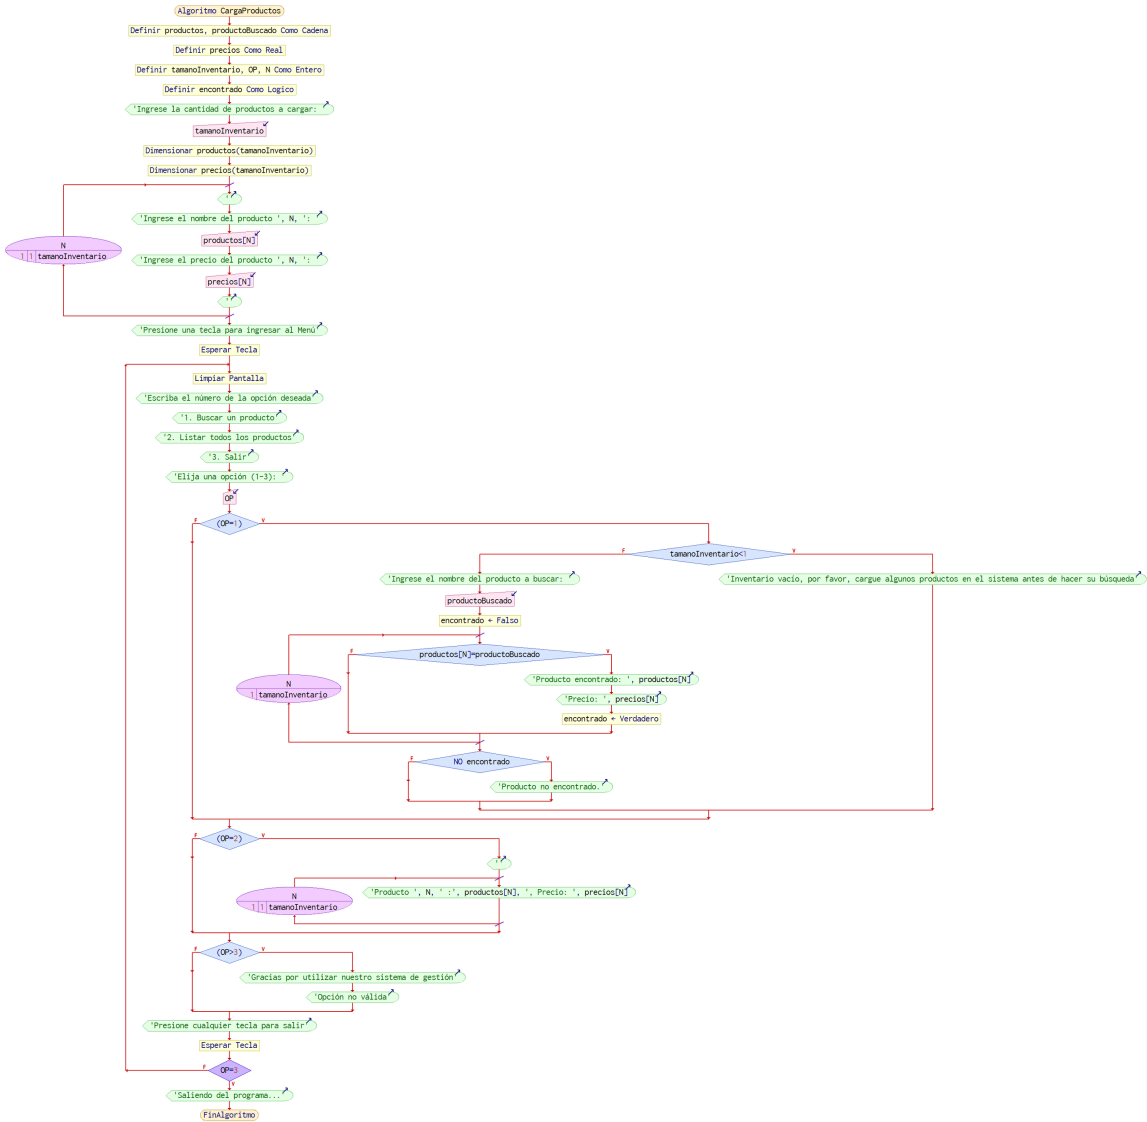 Algoritmo CargaProductos
Definir productos, productoBuscado Como Cadena
Definir precios Como Real
Definir tamanoInventario, OP, N Como Entero
Definir encontrado Como Logico
'Ingrese la cantidad de productos a cargar: '
tamanoInventario
Dimensionar productos(tamanoInventario)
Dimensionar precios(tamanoInventario)
' '
'Ingrese el nombre del producto ', N, ': '
productos[N]
N
1 1 tamanoInventario
'Ingrese el precio del producto ', N, ': '
precios[N]
' '
'Presione una tecla para ingresar al Menú'
Esperar Tecla
Limpiar Pantalla
'Escriba el número de la opción deseada'
'1. Buscar un producto'
'2. Listar todos los productos'
'3. Salir'
'Elija una opción (1-3): '
OP
F (OP=1) V
F tamanoInventario<1 V
'Ingrese el nombre del producto a buscar: '
'Inventario vacío, por favor, cargue algunos productos en el sistema antes de hacer su búsqueda'
productoBuscado
encontrado ← Falso
F productos[N]=productoBuscado V
N
1 tamanoInventario
'Producto encontrado: ', productos[N]
'Precio: ', precios[N]
encontrado ← Verdadero
F NO encontrado V
'Producto no encontrado.'
F (OP=2) V
' '
N
1 1 tamanoInventario
'Producto ', N, ' :', productos[N], ', Precio: ', precios[N]
F (OP>3) V
'Gracias por utilizar nuestro sistema de gestión'
'Opción no válida'
'Presione cualquier tecla para salir'
Esperar Tecla
F OP=3
V
'Saliendo del programa...'
FinAlgoritmo